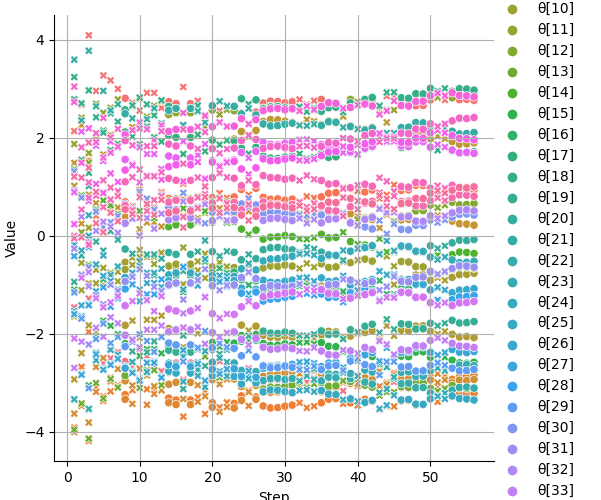 4
2
0
−2
−4
Value
0
10
20
30
40
50
Step
θ[10]
θ[11]
θ[12]
θ[13]
θ[14]
θ[15]
θ[16]
θ[17]
θ[18]
θ[19]
θ[20]
θ[21]
θ[22]
θ[23]
θ[24]
θ[25]
θ[26]
θ[27]
θ[28]
θ[29]
θ[30]
θ[31]
θ[32]
θ[33]